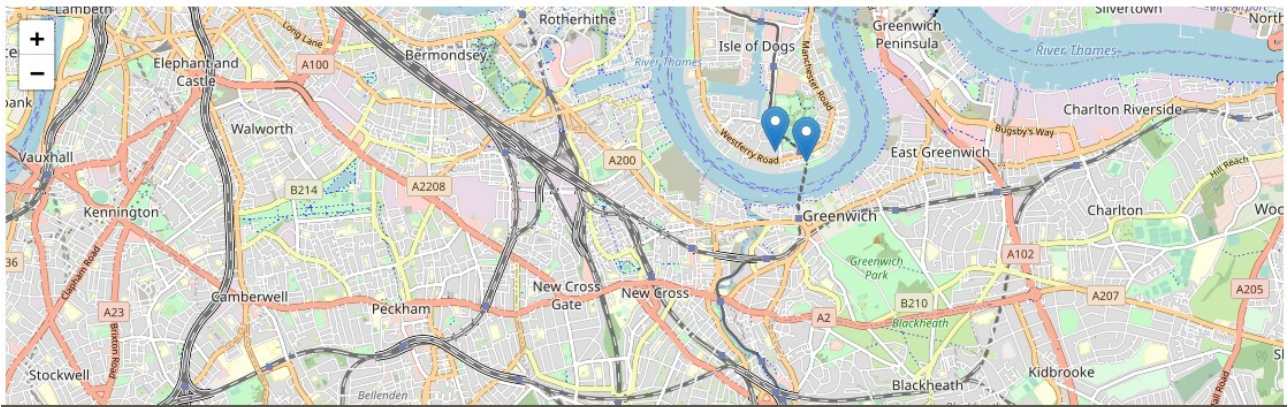 Lambeth
Rotherhithe
Silvertown
+
−
Long Lane
Elephant and
Castle
A100
Bermondsey
River Thames
Isle of Dogs
Manchester Road
Greenwich
Peninsula
River Thames
Charlton Riverside
Walworth
A200
Westferry Road
Bugsby's Way
East Greenwich
Vauxhall
B214
A2208
Hill Reach
Kennington
Greenwich
Charlton
36
Clapham Road
Greenwich
Park
A102
Camberwell
Peckham
New Cross
Gate
New Cross
B210
A207
A205
A23
Brixton Road
A2
Blackheath
Stockwell
Bellenden
Blackheath
Kidbrooke